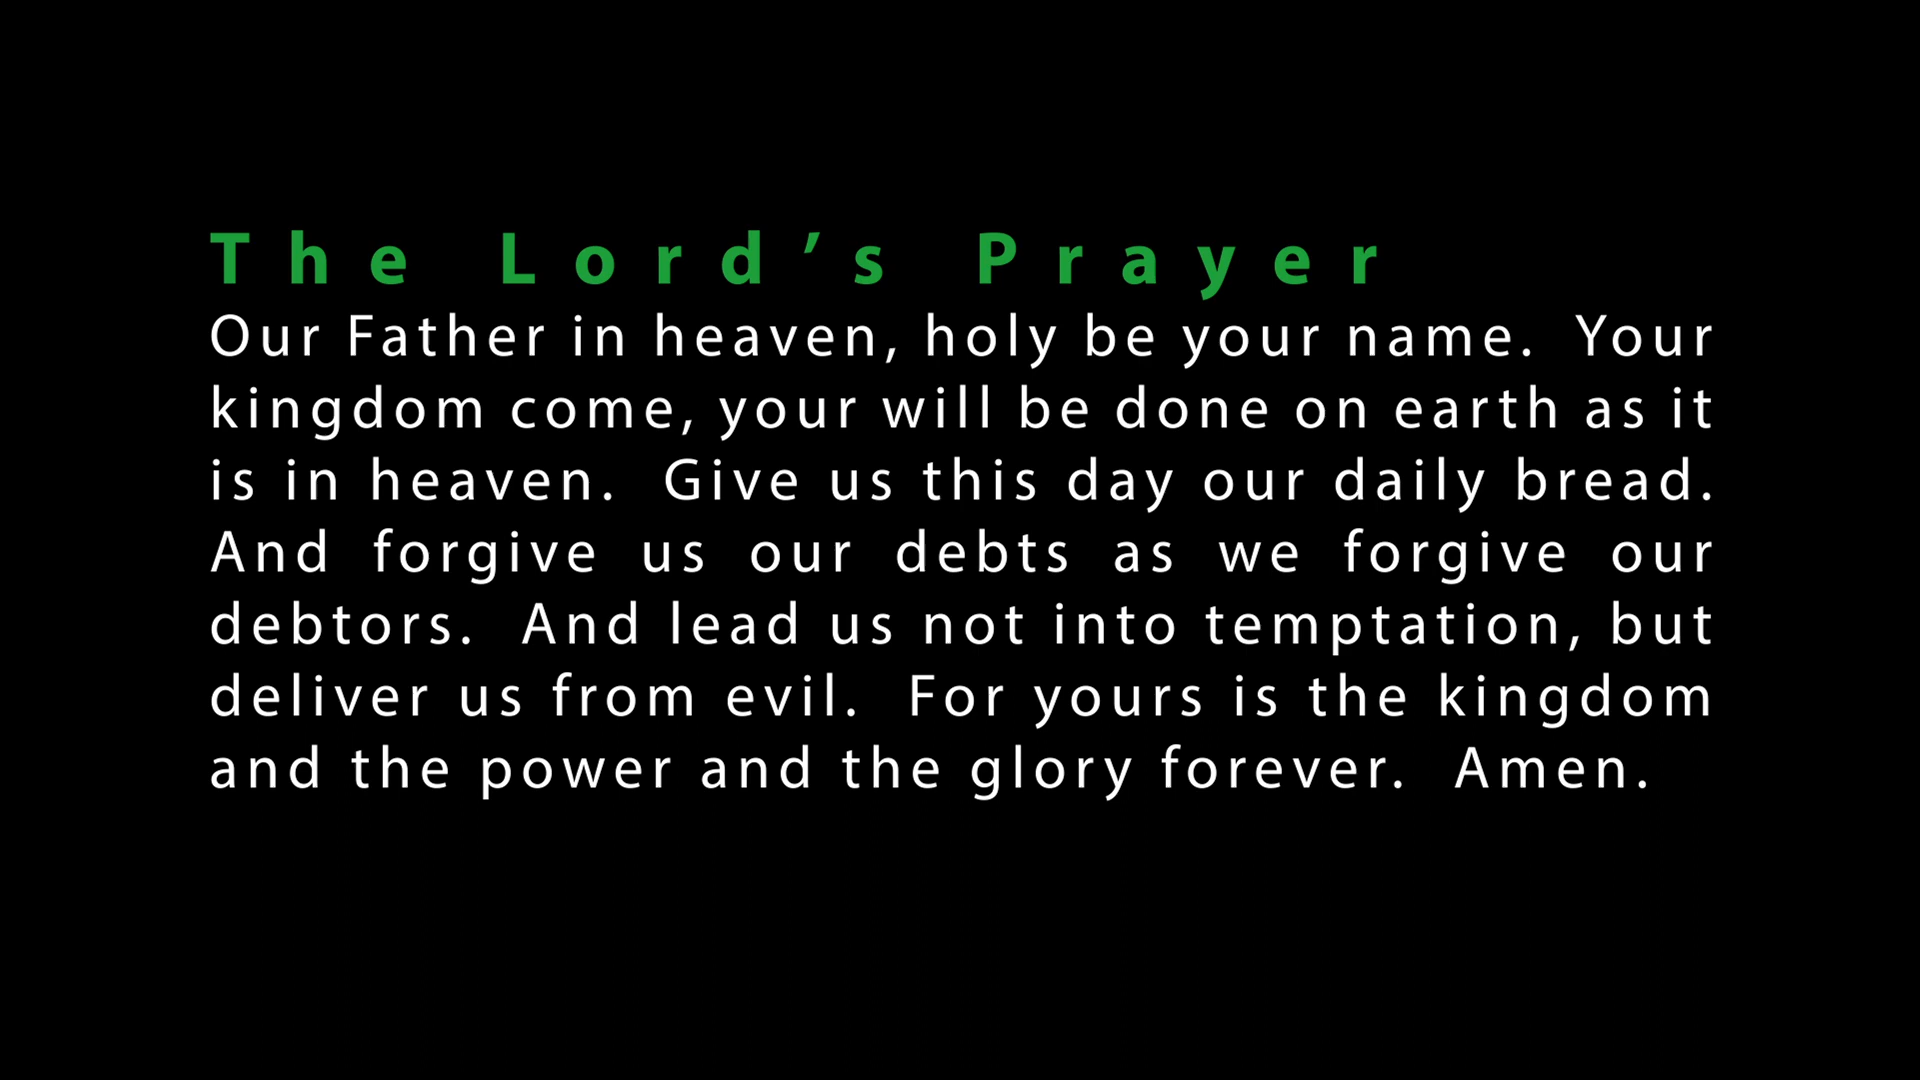 The Lord’s Prayer
Our Father in heaven, holy be your name.  Your
kingdom come, your will be done on earth as it
is in heaven.  Give us this day our daily bread.
And forgive us our debts as we forgive our
debtors.  And lead us not into temptation, but
deliver us from evil.  For yours is the kingdom
and the power and the glory forever.  Amen.